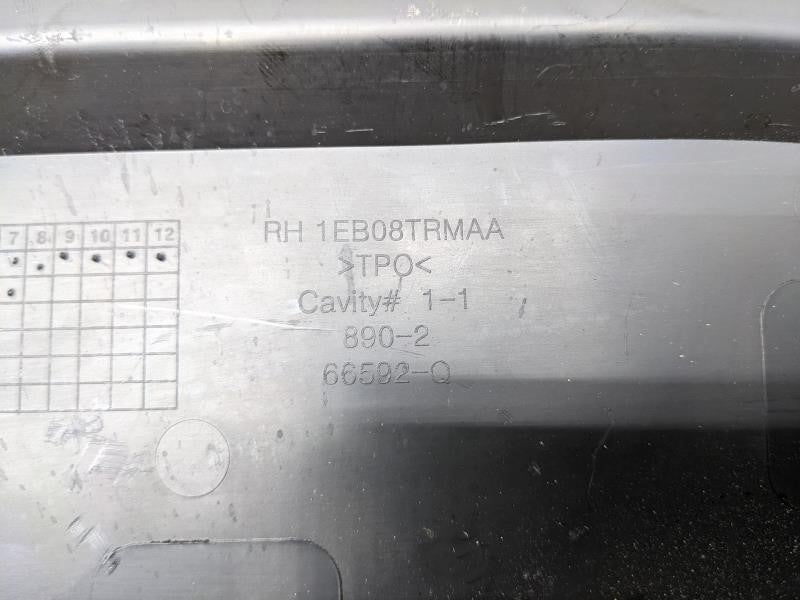 7 8 9 10 11 12
RH 1EB08TRMAA
>TPO<
Cavity# 1-1
890-2
66592-Q